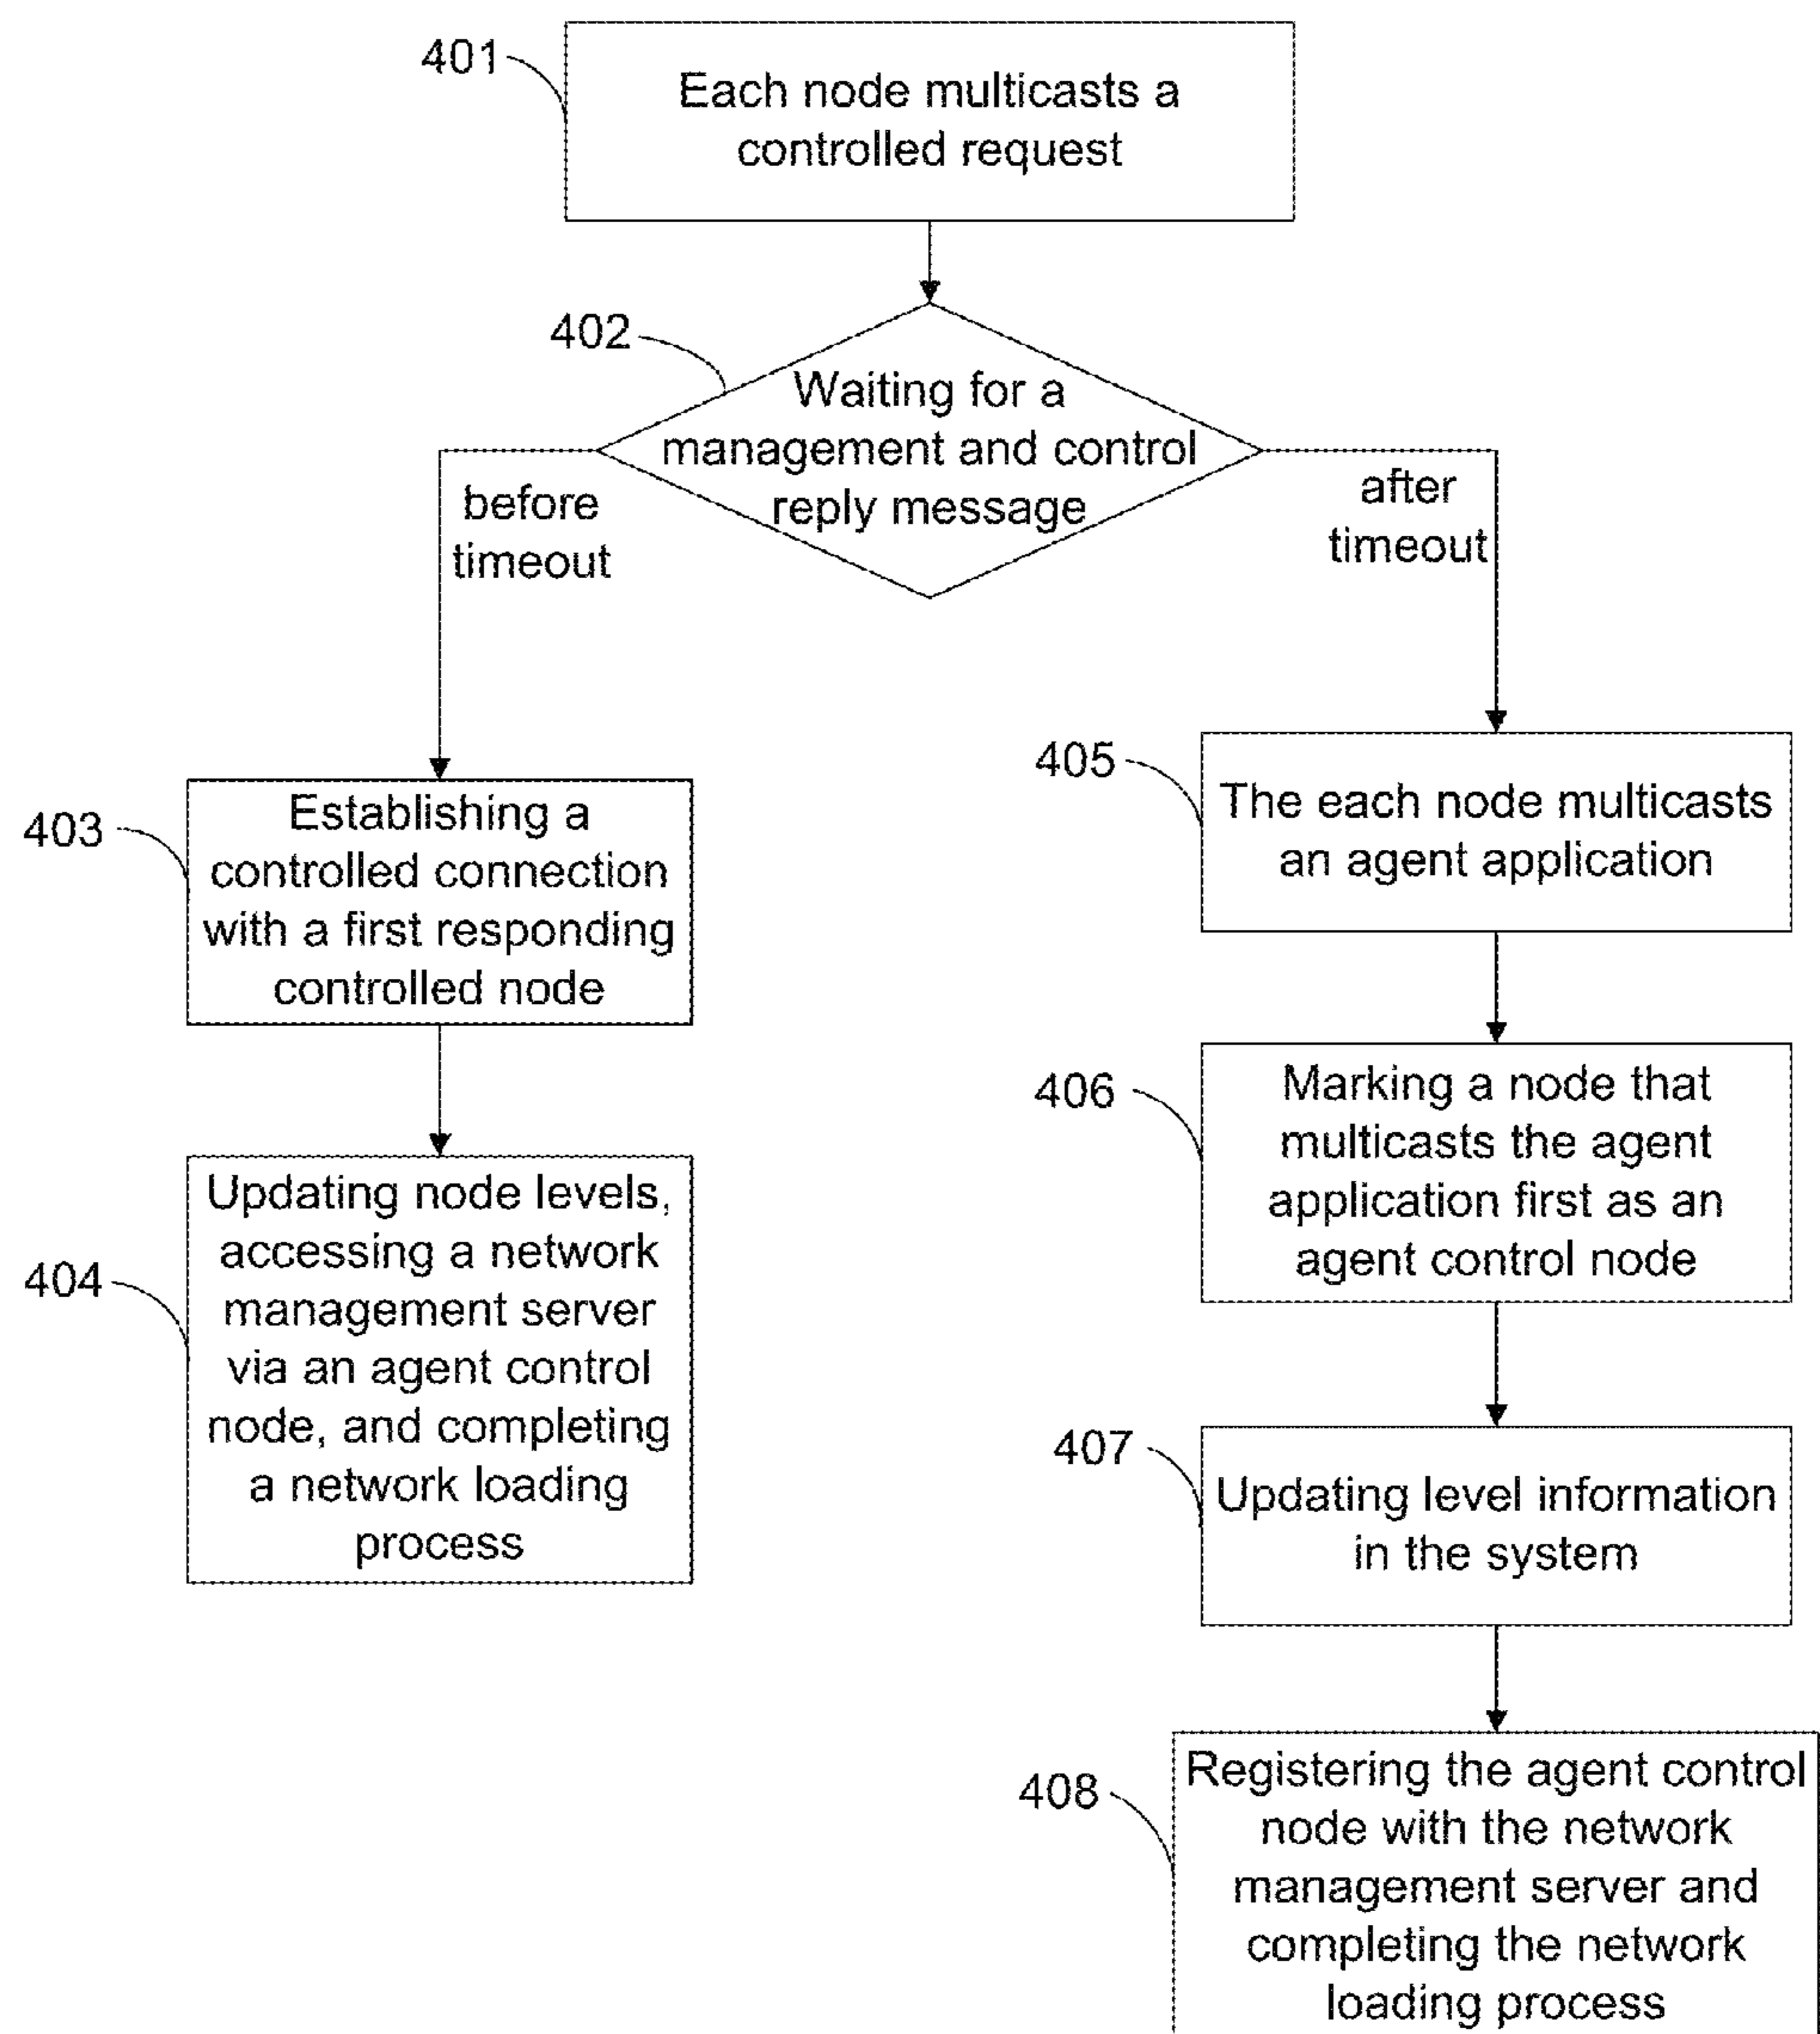 401
Each node multicasts a
controlled request
402
Waiting for a
management and control
reply message
before
timeout
after
timeout
403
Establishing a
controlled connection
with a first responding
controlled node
404
Updating node levels,
accessing a network
management server
via an agent control
node, and completing
a network loading
process
405
The each node multicasts
an agent application
406
Marking a node that
multicasts the agent
application first as an
agent control node
407
Updating level information
in the system
408
Registering the agent control
node with the network
management server and
completing the network
loading process